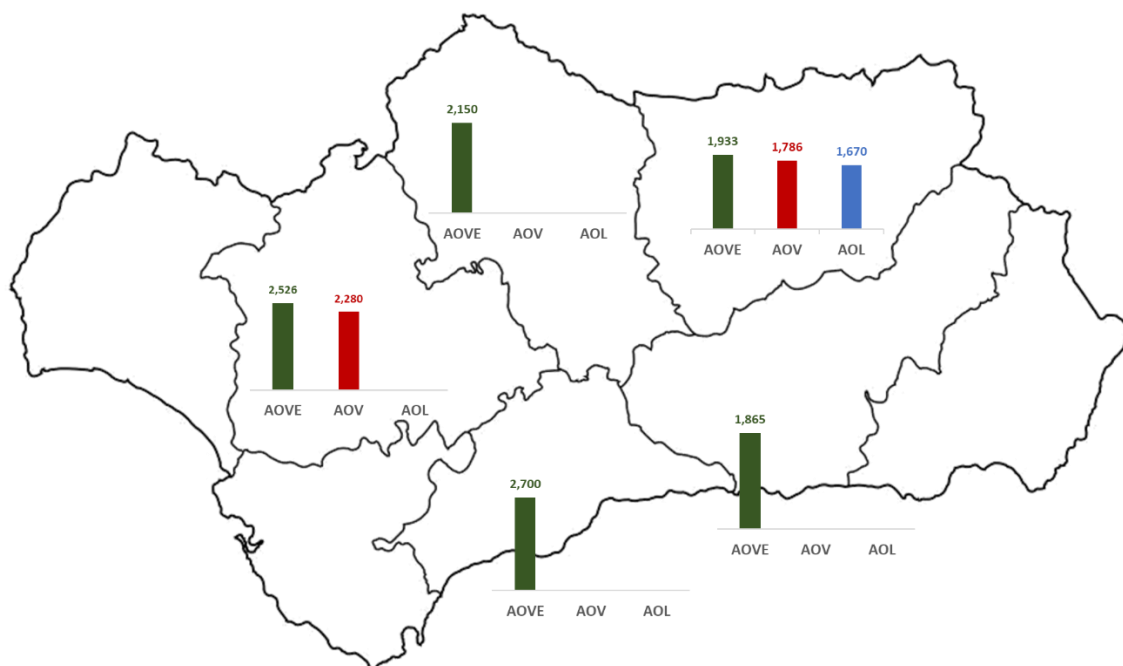 2,150
AOVE AOV AOL
1,933 1,786 1,670
AOVE AOV AOL
2,526 2,280
AOVE AOV AOL
1,865
AOVE AOV AOL
2,700
AOVE AOV AOL